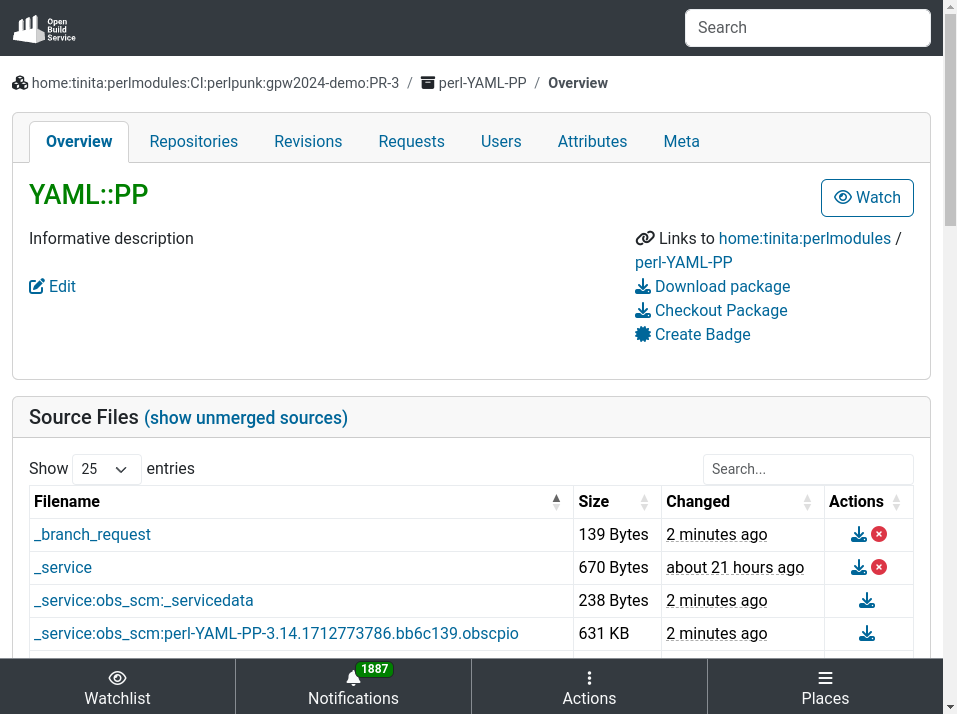 Open
Build
Service
Search
home:tinita:perlmodules:CI:perlpunk:gpw2024-demo:PR-3 / perl-YAML-PP / Overview
Overview Repositories Revisions Requests Users Attributes Meta
YAML::PP
Watch
Informative description
Edit
Links to home:tinita:perlmodules /
perl-YAML-PP
Download package
Checkout Package
Create Badge
Source Files (show unmerged sources)
Show 25 entries
Search...
Filename Size Changed Actions
_branch_request 139 Bytes 2 minutes ago
_service 670 Bytes about 21 hours ago
_service:obs_scm:_servicedata 238 Bytes 2 minutes ago
_service:obs_scm:perl-YAML-PP-3.14.1712773786.bb6c139.obscpio 631 KB 2 minutes ago
1887
Watchlist Notifications Actions Places